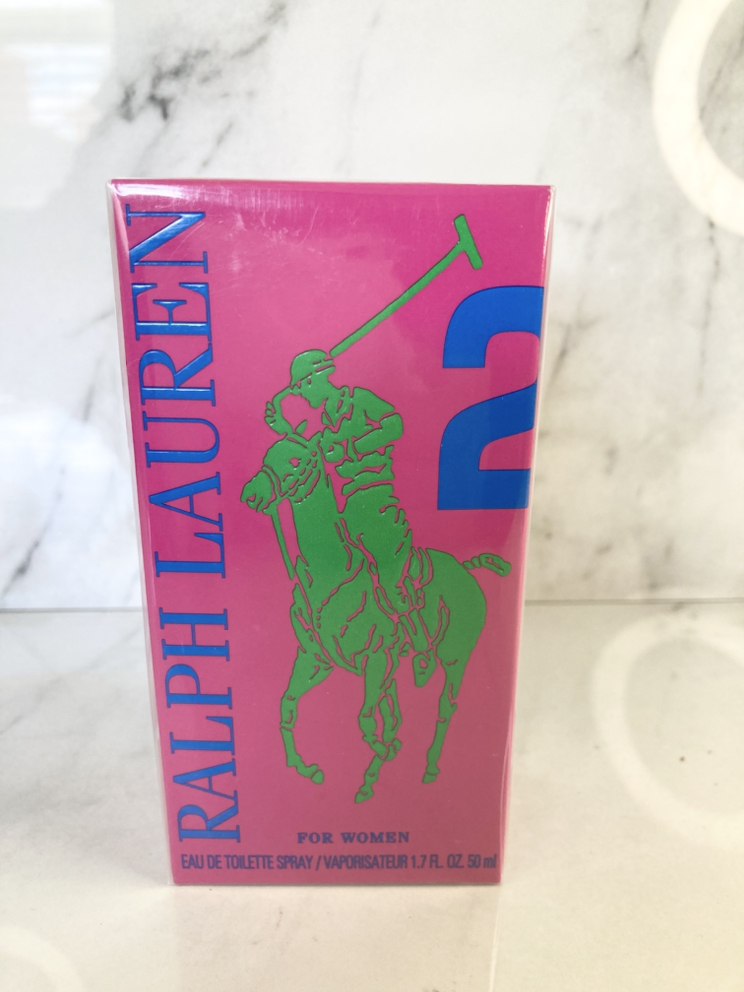 RALPH LAUREN
2
FOR WOMEN
EAU DE TOILETTE SPRAY / VAPORISATEUR 1.7 FL. OZ. 50 ml